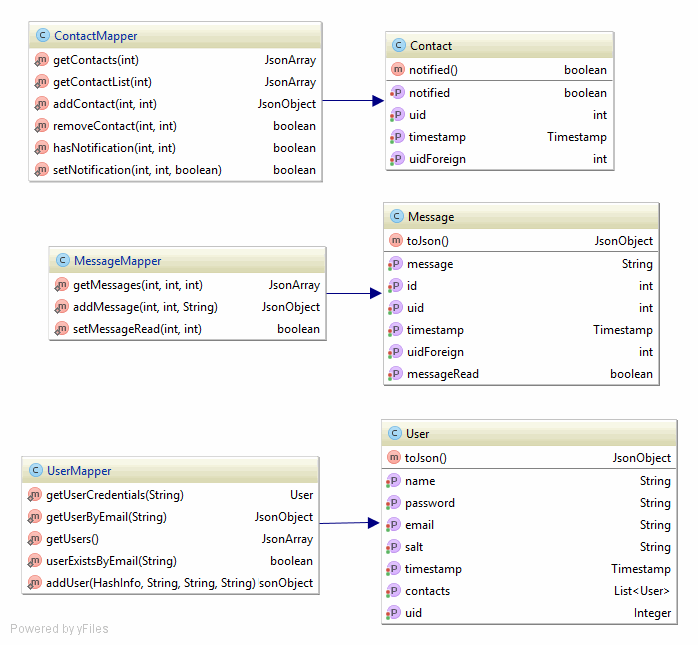 ContactMapper
getContacts(int) JsonArray
getContactList(int) JsonArray
addContact(int, int) JsonObject
removeContact(int, int) boolean
hasNotification(int, int) boolean
setNotification(int, int, boolean) boolean
Contact
notified() boolean
notified boolean
uid int
timestamp Timestamp
uidForeign int
MessageMapper
getMessages(int, int, int) JsonArray
addMessage(int, int, String) JsonObject
setMessageRead(int, int) boolean
Message
toJson() JsonObject
message String
id int
uid int
timestamp Timestamp
uidForeign int
messageRead boolean
UserMapper
getUserCredentials(String) User
getUserByEmail(String) JsonObject
getUsers() JsonArray
userExistsByEmail(String) boolean
addUser(HashInfo, String, String, String) sonObject
User
toJson() JsonObject
name String
password String
email String
salt String
timestamp Timestamp
contacts List<User>
uid Integer
Powered by yFiles